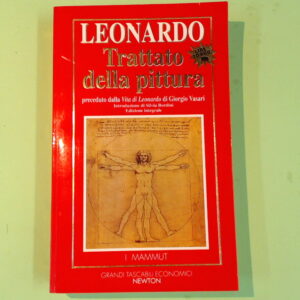 LEONARDO
Trattato
della pittura
preceduto dalla Vita di Leonardo di Giorgio Vasari
Introduzione di Silvia Bordini
Edizione integrale
I MAMMUT
GRANDI TASCABILI ECONOMICI
NEWTON